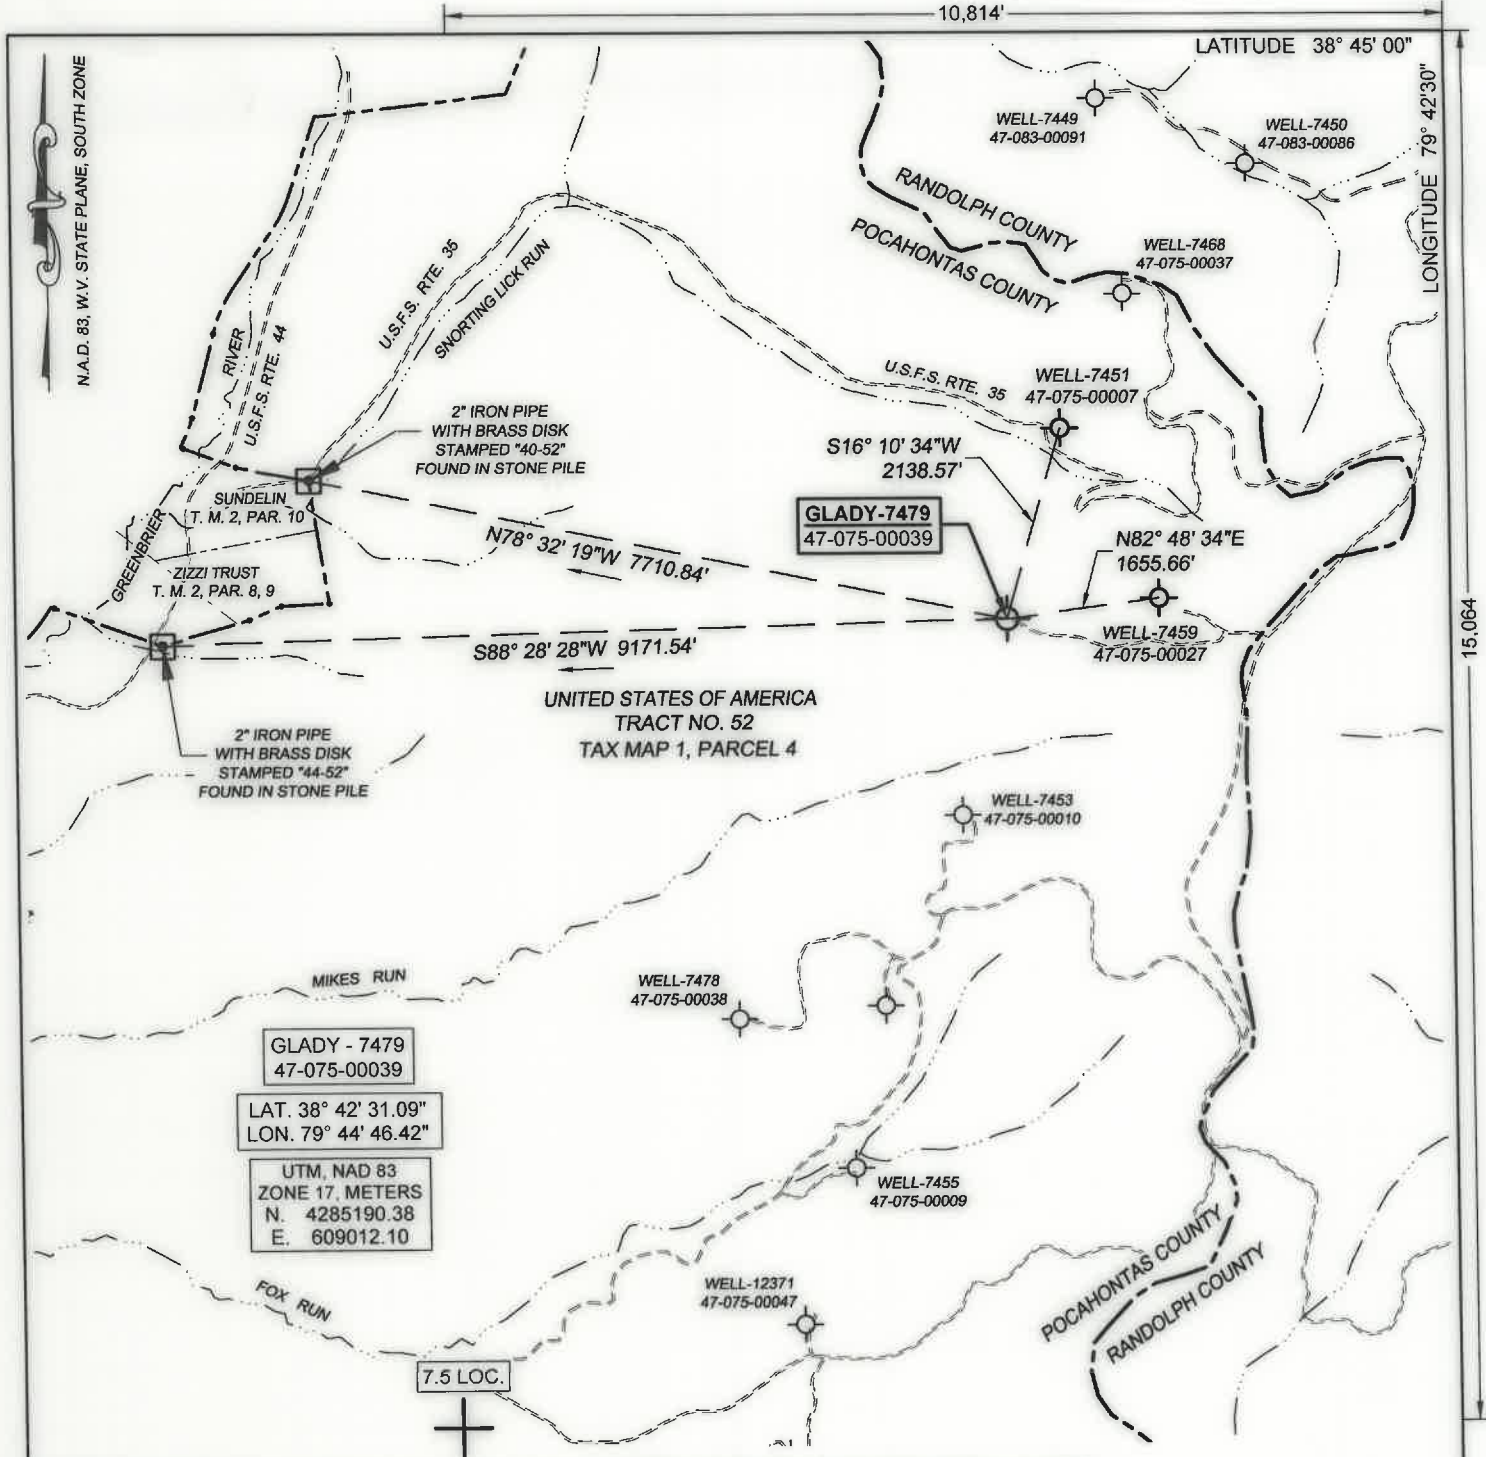 10,814'
LATITUDE 38° 45' 00"
LONGITUDE 79° 42'30"
15,064
N.A.D. 83, W.V. STATE PLANE, SOUTH ZONE
WELL-7449
47-083-00091
WELL-7450
47-083-00086
RANDOLPH COUNTY
POCAHONTAS COUNTY
WELL-7468
47-075-00037
U.S.F.S. RTE. 35
SNORTING LICK RUN
RIVER
U.S.F.S. RTE. 44
U.S.F.S. RTE. 35
WELL-7451
47-075-00007
2" IRON PIPE
WITH BRASS DISK
STAMPED "40-52"
FOUND IN STONE PILE
S16° 10' 34"W
2138.57'
SUNDELIN
T. M. 2, PAR. 10
GLADY-7479
47-075-00039
N78° 32' 19"W 7710.84'
N82° 48' 34"E
1655.66'
GREENBRIER
ZIZZI TRUST
T. M. 2, PAR. 8, 9
S88° 28' 28"W 9171.54'
WELL-7459
47-075-00027
UNITED STATES OF AMERICA
TRACT NO. 52
TAX MAP 1, PARCEL 4
2" IRON PIPE
WITH BRASS DISK
STAMPED "44-52"
FOUND IN STONE PILE
WELL-7453
47-075-00010
MIKES RUN
WELL-7478
47-075-00038
GLADY - 7479
47-075-00039
LAT. 38° 42' 31.09"
LON. 79° 44' 46.42"
UTM, NAD 83
ZONE 17, METERS
N. 4285190.38
E. 609012.10
WELL-7455
47-075-00009
FOX RUN
WELL-12371
47-075-00047
POCAHONTAS COUNTY
RANDOLPH COUNTY
7.5 LOC.